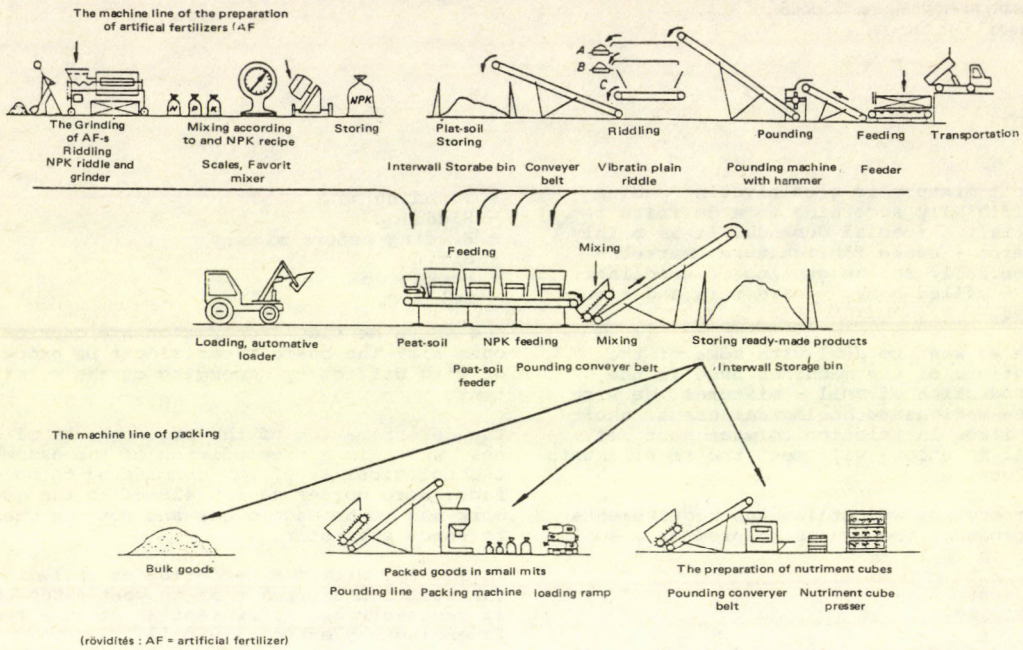 The machine line of the preparation
of artifical fertilizers (AF
A
B
C
N P K
NPK
The Grinding
of AF-s
Riddling
NPK riddle and
grinder
Mixing according
to and NPK recipe
Scales, Favorit
mixer
Storing
Plat-soil
Storing
Interwall Storabe bin
Conveyer
belt
Riddling
Vibratin plain
riddle
Pounding
Pounding machine
with hammer
Feeding
Feeder
Transportation
Feeding
Mixing
Loading, automative
loader
Peat-soil
NPK feeding
Mixing
Storing ready-made products
Peat-soil
feeder
Pounding conveyer belt
Interwall Storage bin
The machine line of packing
Bulk goods
Packed goods in small mits
Pounding line
Packing machine
loading ramp
The preparation of nutriment cubes
Pounding converyer
belt
Nutriment cube
presser
(rövidítés : AF = artificial fertilizer)